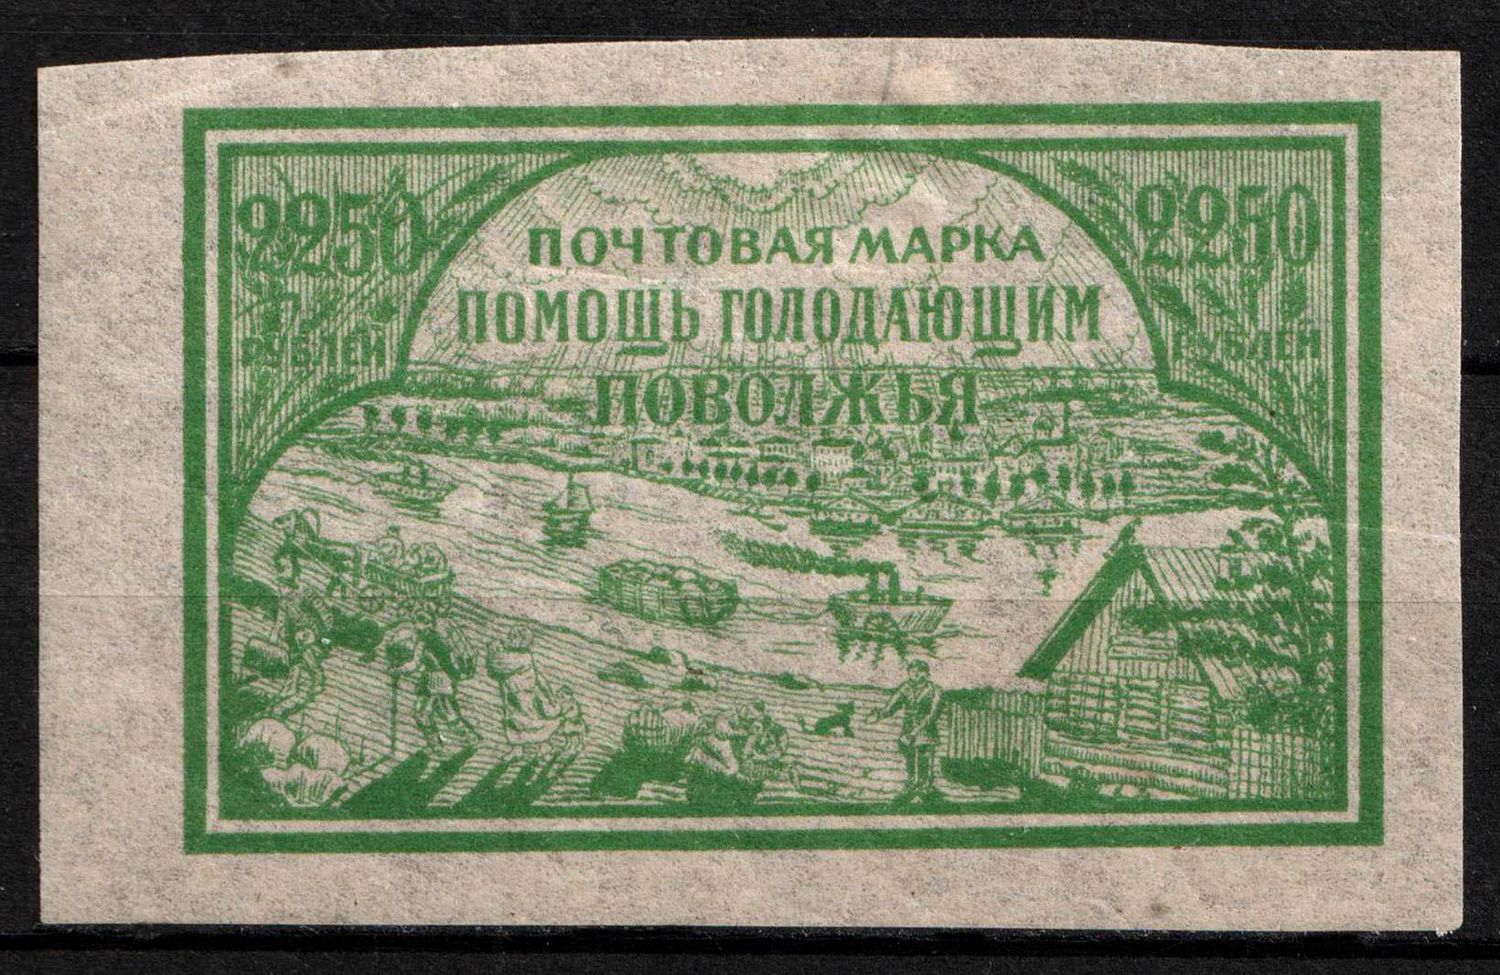 2250 2250
ПОЧТОВАЯ МАРКА
ПОМОЩЬ ГОЛОДАЮЩИМ
РУБЛЕЙ РУБЛЕЙ
ПОВОЛЖЬЯ